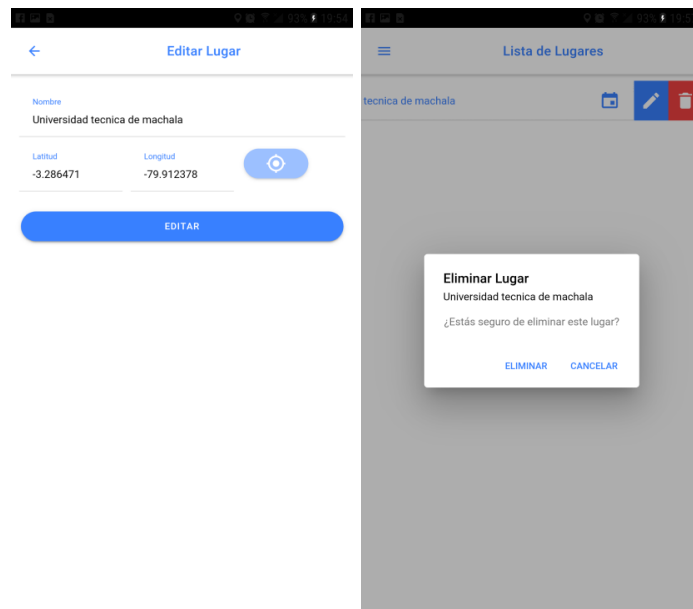 93% 19:54
Editar Lugar
Nombre
Universidad tecnica de machala
Latitud
Longitud
-3.286471
-79.912378
EDITAR
93%
Lista de Lugares
tecnica de machala
Eliminar Lugar
Universidad tecnica de machala
¿Estás seguro de eliminar este lugar?
ELIMINAR
CANCELAR